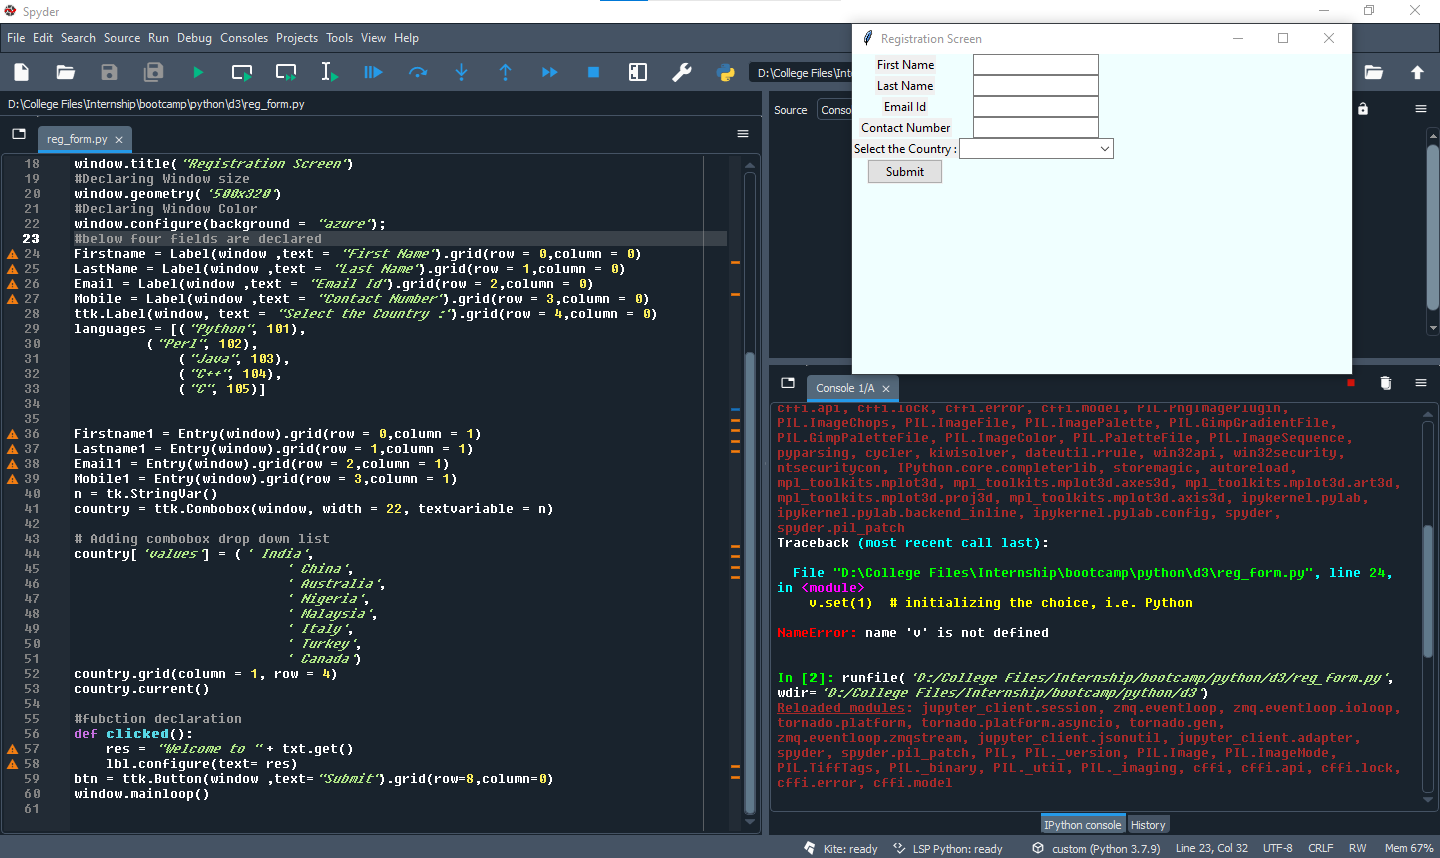 Spyder
File Edit Search Source Run Debug Consoles Projects Tools View Help
D:\College Files\Inte
D:\College Files\Internship\bootcamp\python\d3\reg_form.py
reg_form.py
18 window.title("Registration Screen")
19 #Declaring Window size
20 window.geometry('500x320')
21 #Declaring Window Color
22 window.configure(background = "azure");
23 #below four fields are declared
24 Firstname = Label(window ,text = "First Name").grid(row = 0,column = 0)
25 LastName = Label(window ,text = "Last Name").grid(row = 1,column = 0)
26 Email = Label(window ,text = "Email Id").grid(row = 2,column = 0)
27 Mobile = Label(window ,text = "Contact Number").grid(row = 3,column = 0)
28 ttk.Label(window, text = "Select the Country :").grid(row = 4,column = 0)
29 languages = [("Python", 101),
30 ("Perl", 102),
31 ("Java", 103),
32 ("C++", 104),
33 ("C", 105)]
34
35
36 Firstname1 = Entry(window).grid(row = 0,column = 1)
37 Lastname1 = Entry(window).grid(row = 1,column = 1)
38 Email1 = Entry(window).grid(row = 2,column = 1)
39 Mobile1 = Entry(window).grid(row = 3,column = 1)
40 n = tk.StringVar()
41 country = ttk.Combobox(window, width = 22, textvariable = n)
42
43 # Adding combobox drop down list
44 country['values'] = (' India',
45 ' China',
46 ' Australia',
47 ' Nigeria',
48 ' Malaysia',
49 ' Italy',
50 ' Turkey',
51 ' Canada')
52 country.grid(column = 1, row = 4)
53 country.current()
54
55 #fubction declaration
56 def clicked():
57 res = "Welcome to " + txt.get()
58 lbl.configure(text= res)
59 btn = ttk.Button(window ,text="Submit").grid(row=8,column=0)
60 window.mainloop()
61
Registration Screen
First Name
Last Name
Email Id
Contact Number
Select the Country :
Submit
Source Conso
Console 1/A
cffi.api, cffi.lock, cffi.error, cffi.model, PIL.PngImagePlugin,
PIL.ImageChops, PIL.ImageFile, PIL.ImagePalette, PIL.GimpGradientFile,
PIL.GimpPaletteFile, PIL.ImageColor, PIL.PaletteFile, PIL.ImageSequence,
pyparsing, cycler, kiwisolver, dateutil.rrule, win32api, win32security,
ntsecuritycon, IPython.core.completerlib, storemagic, autoreload,
mpl_toolkits.mplot3d, mpl_toolkits.mplot3d.axes3d, mpl_toolkits.mplot3d.art3d,
mpl_toolkits.mplot3d.proj3d, mpl_toolkits.mplot3d.axis3d, ipykernel.pylab,
ipykernel.pylab.backend_inline, ipykernel.pylab.config, spyder,
spyder.pil_patch
Traceback (most recent call last):
File "D:\College Files\Internship\bootcamp\python\d3\reg_form.py", line 24,
in <module>
v.set(1) # initializing the choice, i.e. Python
NameError: name 'v' is not defined
In [2]: runfile('D:/College Files/Internship/bootcamp/python/d3/reg_form.py',
wdir='D:/College Files/Internship/bootcamp/python/d3')
Reloaded modules: jupyter_client.session, zmq.eventloop, zmq.eventloop.ioloop,
tornado.platform, tornado.platform.asyncio, tornado.gen,
zmq.eventloop.zmqstream, jupyter_client.jsonutil, jupyter_client.adapter,
spyder, spyder.pil_patch, PIL, PIL._version, PIL.Image, PIL.ImageMode,
PIL.TiffTags, PIL._binary, PIL._util, PIL._imaging, cffi, cffi.api, cffi.lock,
cffi.error, cffi.model
IPython console History
Kite: ready LSP Python: ready custom (Python 3.7.9) Line 23, Col 32 UTF-8 CRLF RW Mem 67%